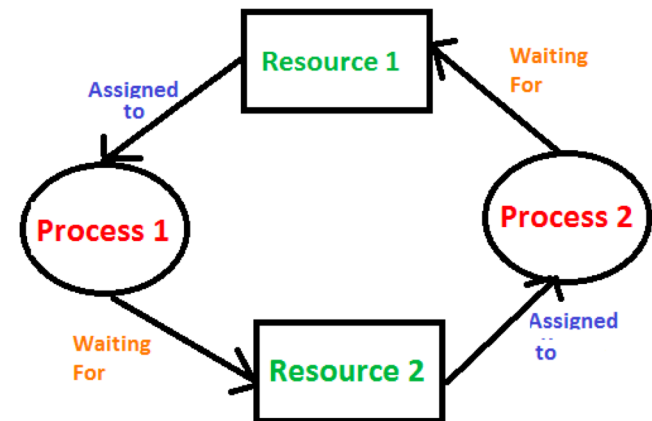 Resource 1
Waiting
For
Assigned
to
Process 1
Process 2
Waiting
For
Resource 2
Assigned
to